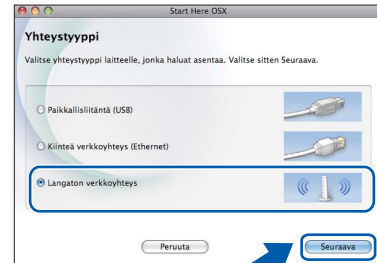 Start Here OSX
Yhteystyyppi
Valitse yhteystyyppi laitteelle, jonka haluat asentaa. Valitse sitten Seuraava.
Paikallisliitäntä (USB)
Kiinteä verkkoyhteys (Ethernet)
Langaton verkkoyhteys
Peruuta
Seuraava